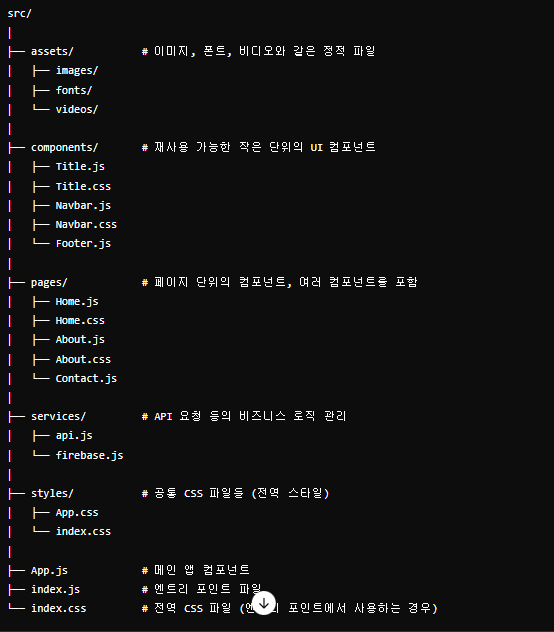 src/
|
├── assets/ # 이미지, 폰트, 비디오와 같은 정적 파일
│ ├── images/
│ ├── fonts/
│ └── videos/
|
├── components/ # 재사용 가능한 작은 단위의 UI 컴포넌트
│ ├── Title.js
│ ├── Title.css
│ ├── Navbar.js
│ ├── Navbar.css
│ └── Footer.js
|
├── pages/ # 페이지 단위의 컴포넌트, 여러 컴포넌트를 포함
│ ├── Home.js
│ ├── Home.css
│ ├── About.js
│ ├── About.css
│ └── Contact.js
|
├── services/ # API 요청 등의 비즈니스 로직 관리
│ ├── api.js
│ └── firebase.js
|
├── styles/ # 공통 CSS 파일들 (전역 스타일)
│ ├── App.css
│ └── index.css
|
├── App.js # 메인 앱 컴포넌트
├── index.js # 엔트리 포인트 파일
└── index.css # 전역 CSS 파일 (엔트리 포인트에서 사용하는 경우)